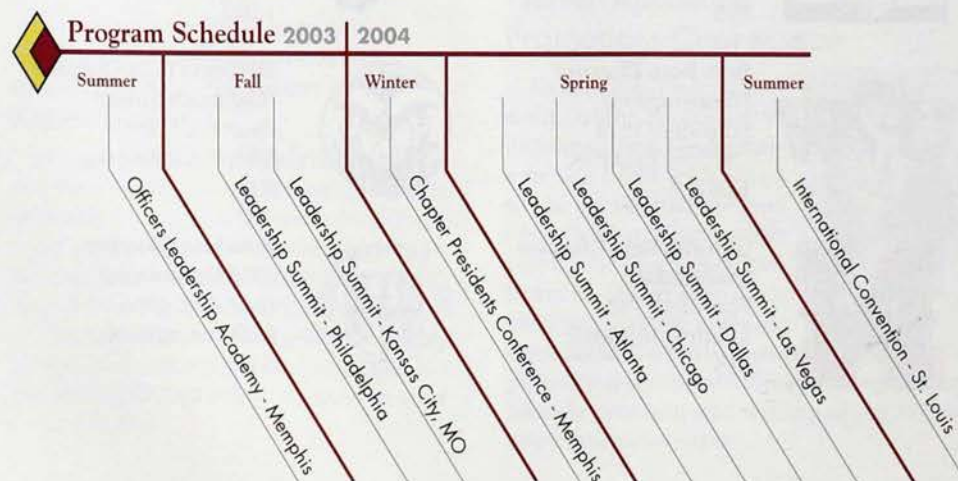 Program Schedule 2003 | 2004
Summer
Fall
Winter
Spring
Summer
Officers Leadership Academy - Memphis
Leadership Summit - Philadelphia
Leadership Summit - Kansas City, MO
Chapter Presidents Conference - Memphis
Leadership Summit - Atlanta
Leadership Summit - Chicago
Leadership Summit - Dallas
Leadership Summit - Las Vegas
International Convention - St. Louis